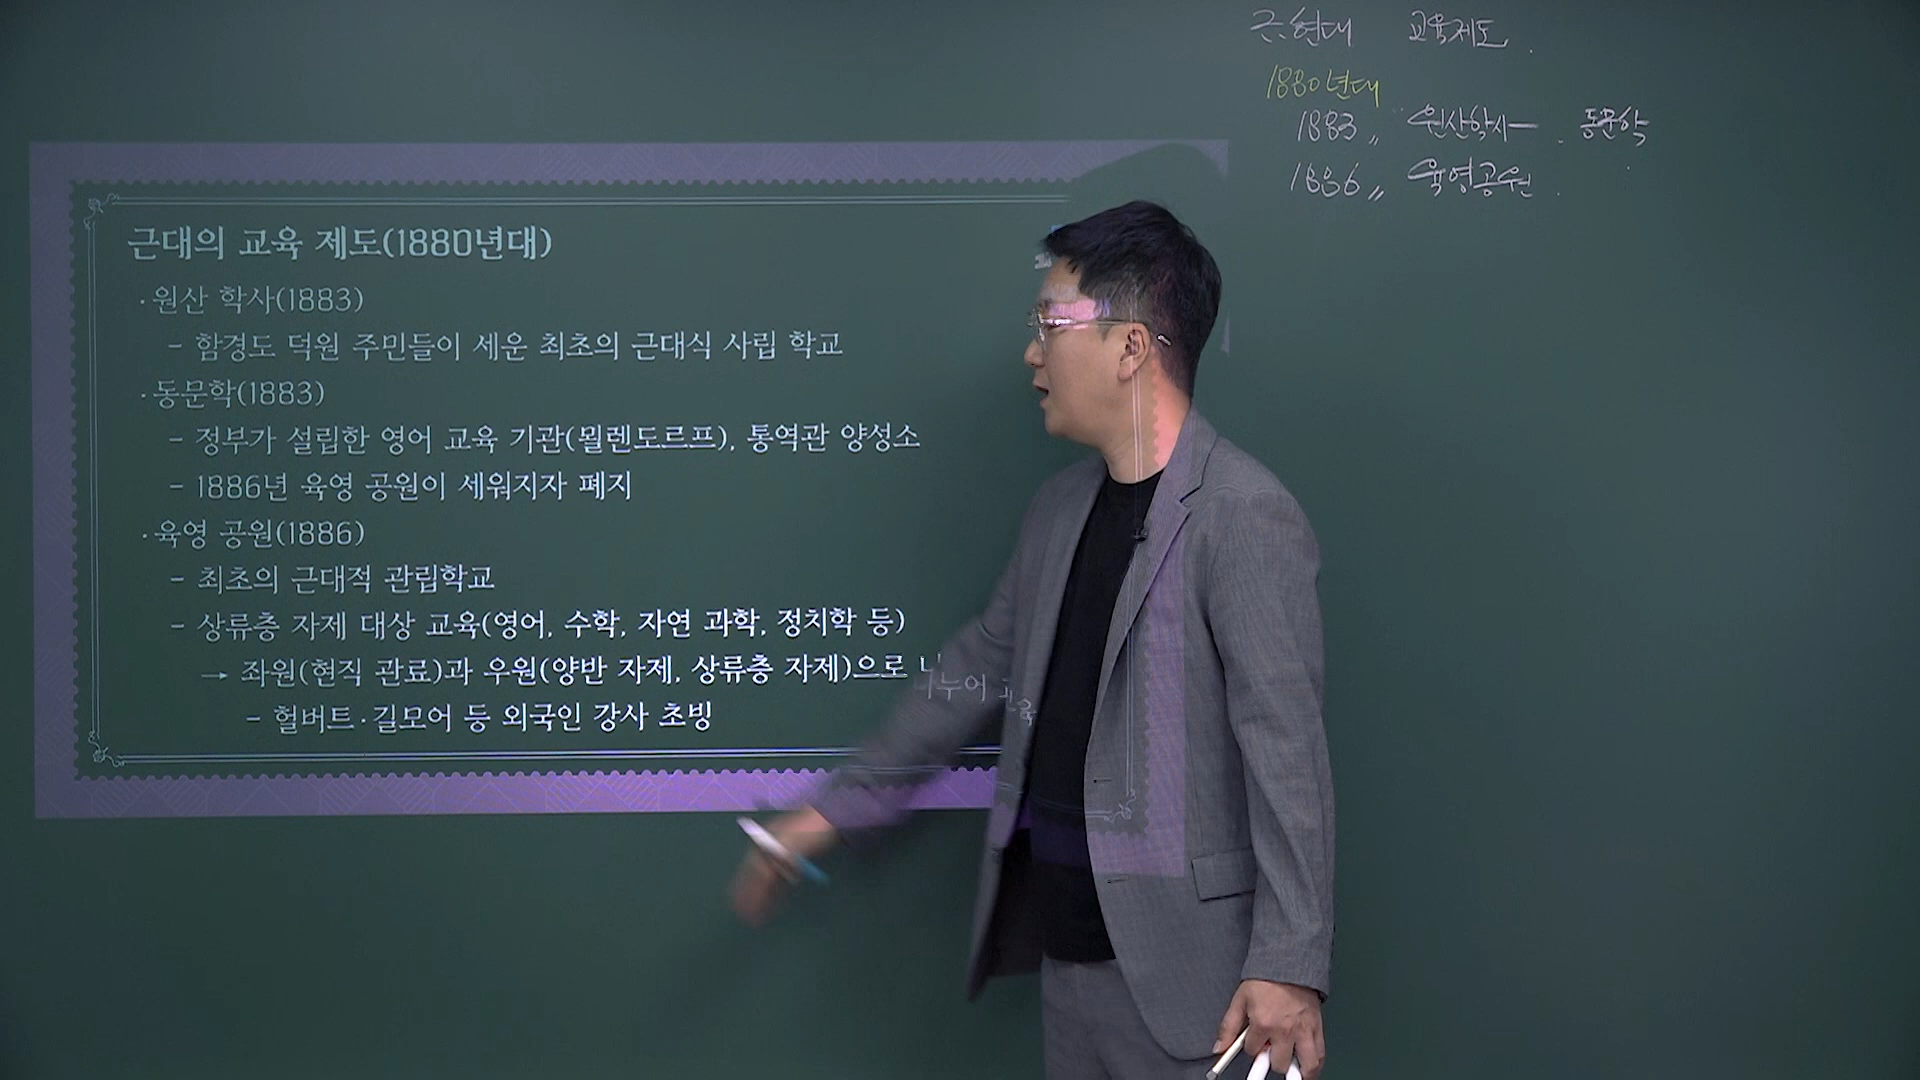 근대의 교육 제도(1880년대)
·원산 학사(1883)
- 함경도 덕원 주민들이 세운 최초의 근대식 사립 학교
·동문학(1883)
- 정부가 설립한 영어 교육 기관(묄렌도르프), 통역관 양성소
- 1886년 육영 공원이 세워지자 폐지
·육영 공원(1886)
- 최초의 근대적 관립학교
- 상류층 자제 대상 교육(영어, 수학, 자연 과학, 정치학 등)
→ 좌원(현직 관료)과 우원(양반 자제, 상류층 자제)으로 나누어 교육
- 헐버트·길모어 등 외국인 강사 초빙
근·현대 교육제도.
1880년대
1883〃 원산학사. 동문학
1886〃 육영공원.